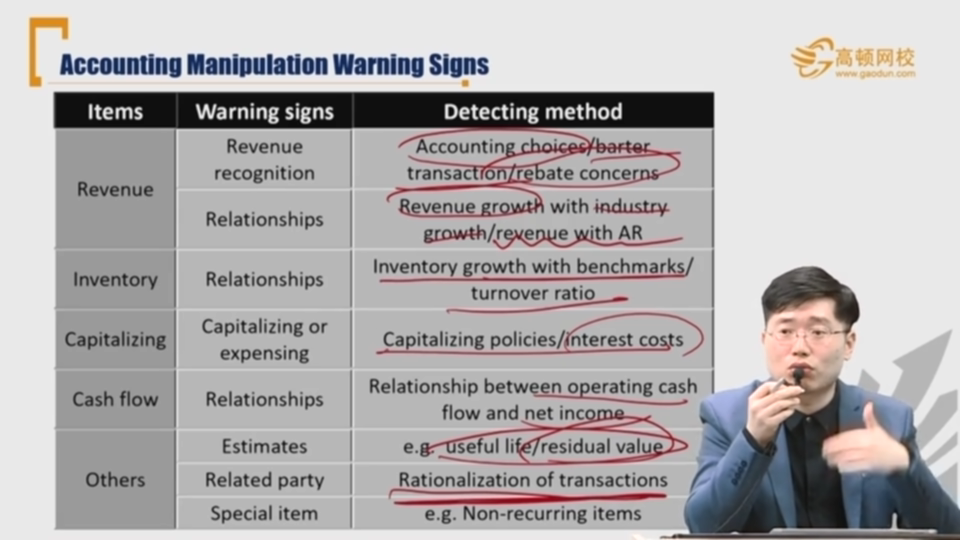 Accounting Manipulation Warning Signs
高顿网校
www.gaodun.com
Items Warning signs Detecting method
Revenue
Revenue
recognition
Accounting choices/barter
transaction/rebate concerns
Relationships
Revenue growth with industry
growth/revenue with AR
Inventory
Relationships
Inventory growth with benchmarks/
turnover ratio
Capitalizing
Capitalizing or
expensing
Capitalizing policies/interest costs
Cash flow
Relationships
Relationship between operating cash
flow and net income
Others
Estimates
e.g. useful life/residual value
Related party
Rationalization of transactions
Special item
e.g. Non-recurring items